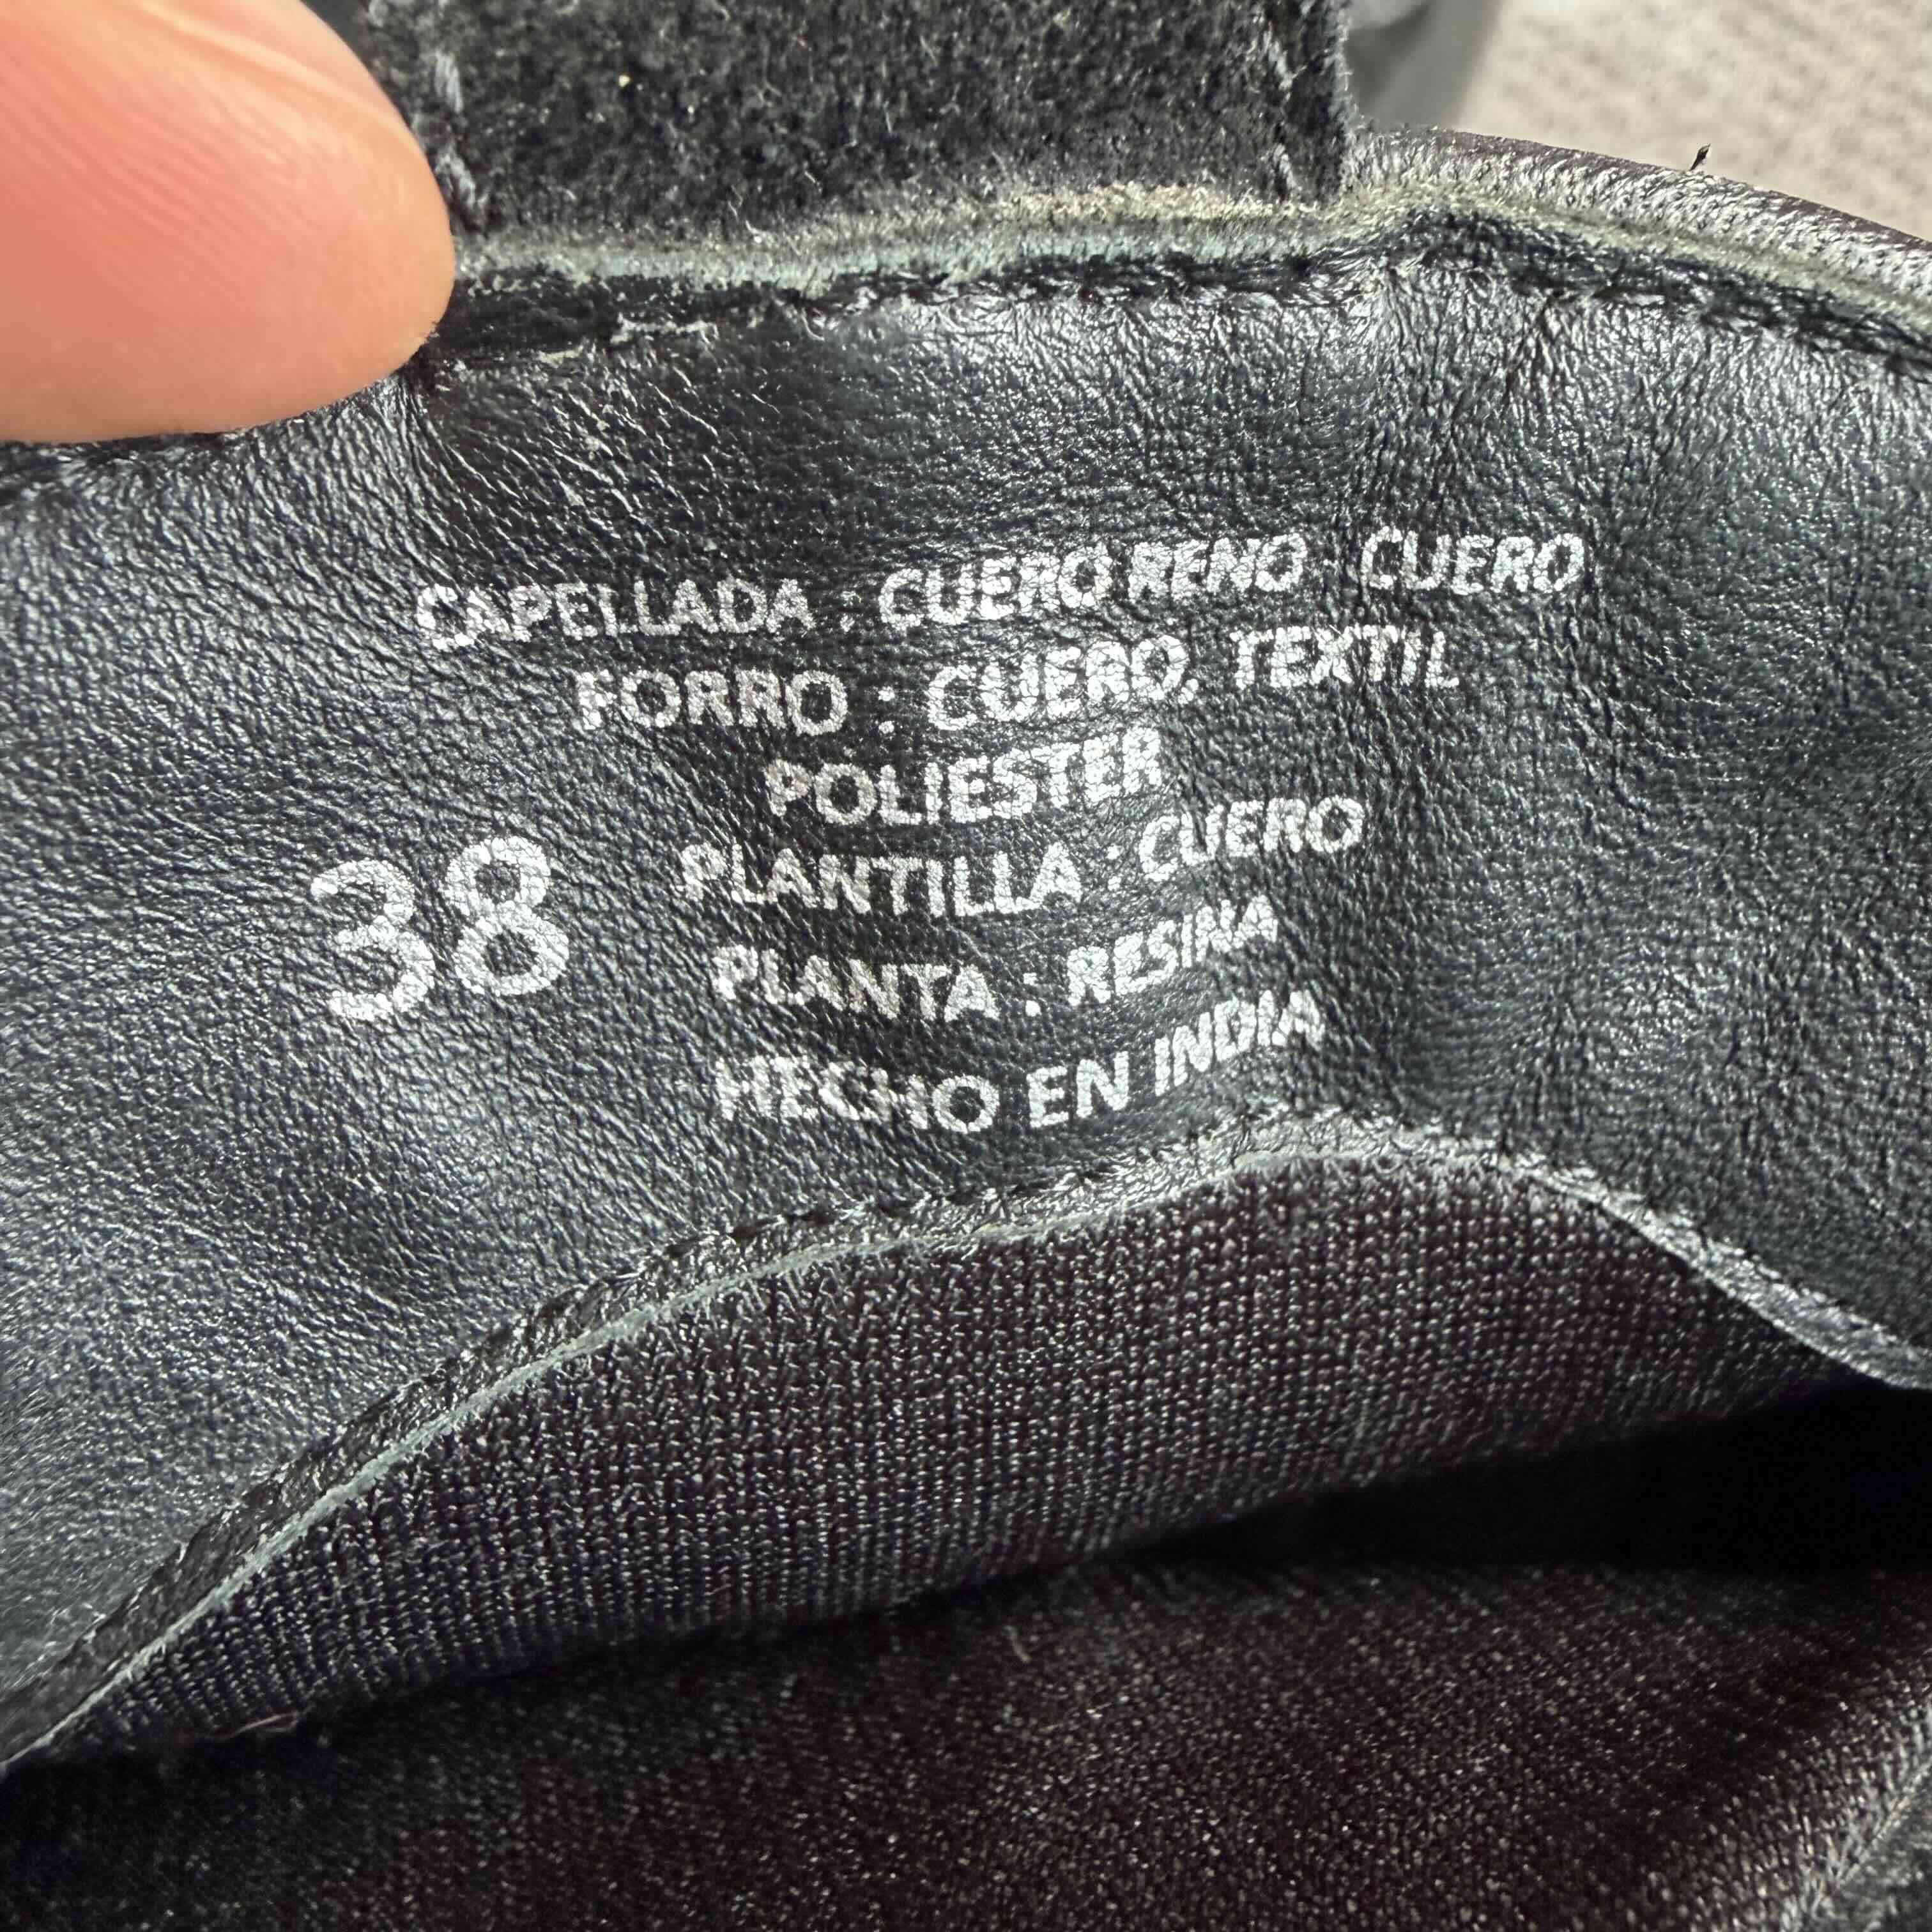 CAPELLADA : CUERO RENO - CUERO
FORRO : CUERO, TEXTIL
POLIESTER
PLANTILLA : CUERO
PLANTA : RESINA
HECHO EN INDIA
38